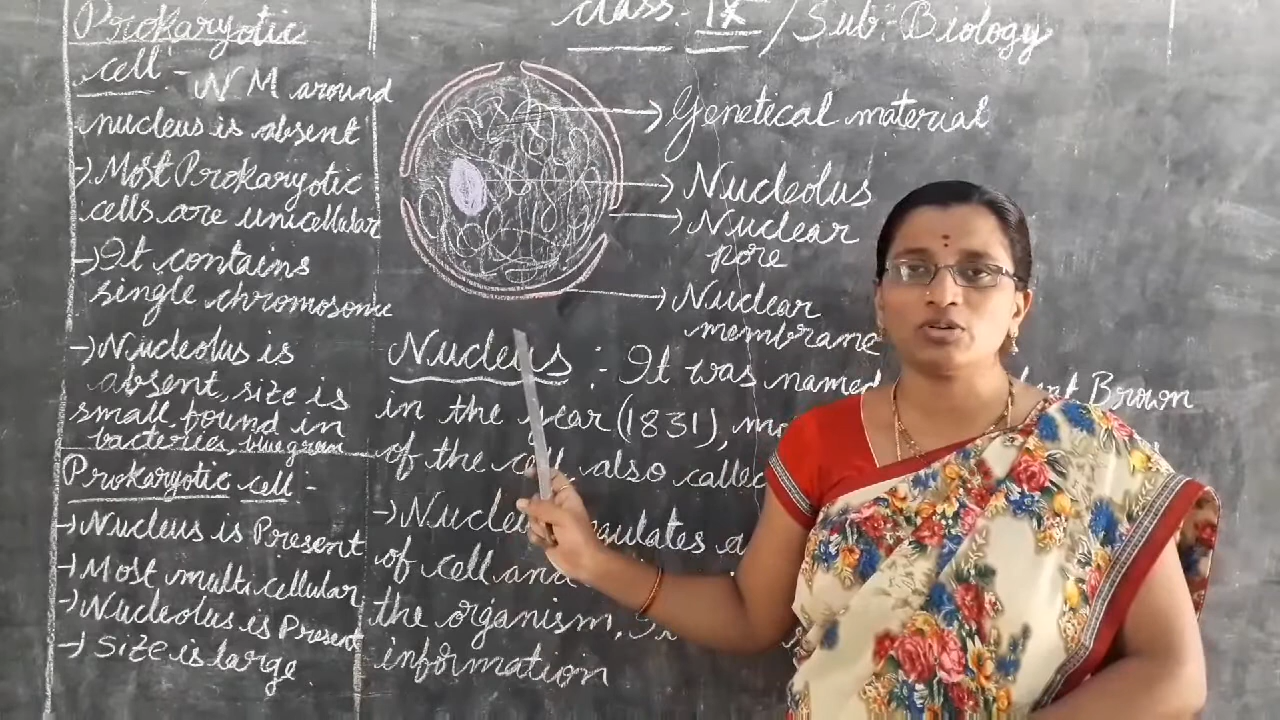 Class - IX / Sub:- Biology
Prokaryotic
cell :- N M around
nucleus is absent
→ Most Prokaryotic
cells are unicellular
→ It contains
single chromosome
→ Nucleolus is
absent, size is
small, found in
bacteries, blue green
Prokaryotic cell -
→ Nucleus is Present
→ Most multicellular
→ Nucleolus is Present
→ Size is large
→ Genetical material
→ Nucleolus
→ Nuclear
pore
→ Nuclear
membrane
Nucleus :- It was named Brown
in the year (1831),
of the cell also called
→ of cell and
the organism,
information